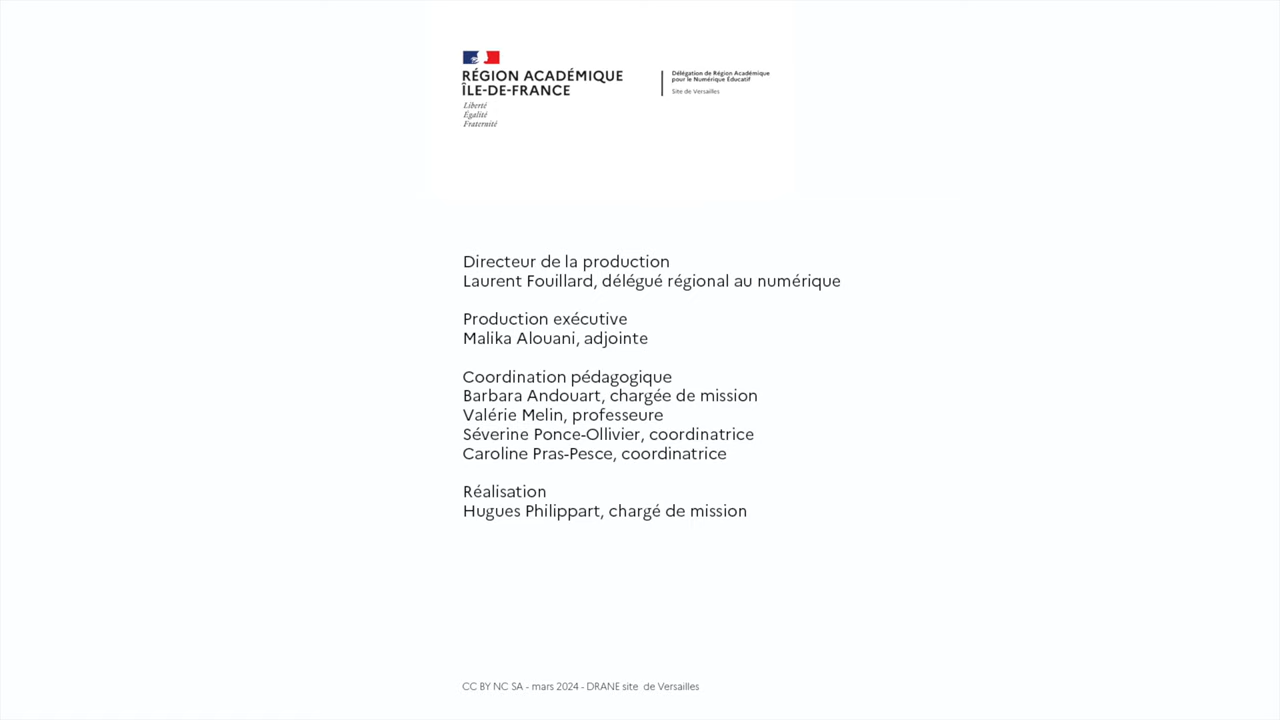 RÉGION ACADÉMIQUE
ÎLE-DE-FRANCE
Liberté
Égalité
Fraternité
Délégation de Région Académique
pour le Numérique Éducatif
Site de Versailles
Directeur de la production
Laurent Fouillard, délégué régional au numérique
Production exécutive
Malika Alouani, adjointe
Coordination pédagogique
Barbara Andouart, chargée de mission
Valérie Melin, professeure
Séverine Ponce-Ollivier, coordinatrice
Caroline Pras-Pesce, coordinatrice
Réalisation
Hugues Philippart, chargé de mission
CC BY NC SA - mars 2024 - DRANE site de Versailles